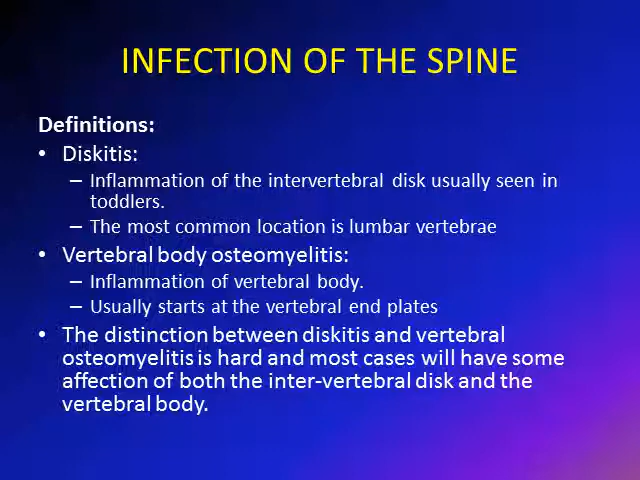 INFECTION OF THE SPINE
Definitions:
• Diskitis:
– Inflammation of the intervertebral disk usually seen in
toddlers.
– The most common location is lumbar vertebrae
• Vertebral body osteomyelitis:
– Inflammation of vertebral body.
– Usually starts at the vertebral end plates
• The distinction between diskitis and vertebral
osteomyelitis is hard and most cases will have some
affection of both the inter-vertebral disk and the
vertebral body.